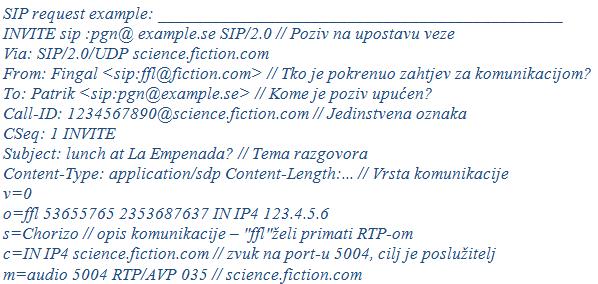 SIP request example: _______________________________________________
INVITE sip :pgn@ example.se SIP/2.0 // Poziv na upostavu veze
Via: SIP/2.0/UDP science.fiction.com
From: Fingal <sip:ffl@fiction.com> // Tko je pokrenuo zahtjev za komunikacijom?
To: Patrik <sip:pgn@example.se> // Kome je poziv upućen?
Call-ID: 1234567890@science.fiction.com // Jedinstvena oznaka
CSeq: 1 INVITE
Subject: lunch at La Empenada? // Tema razgovora
Content-Type: application/sdp Content-Length:... // Vrsta komunikacije
v=0
o=ffl 53655765 2353687637 IN IP4 123.4.5.6
s=Chorizo // opis komunikacije – "ffl"želi primati RTP-om
c=IN IP4 science.fiction.com // zvuk na port-u 5004, cilj je poslužitelj
m=audio 5004 RTP/AVP 035 // science.fiction.com